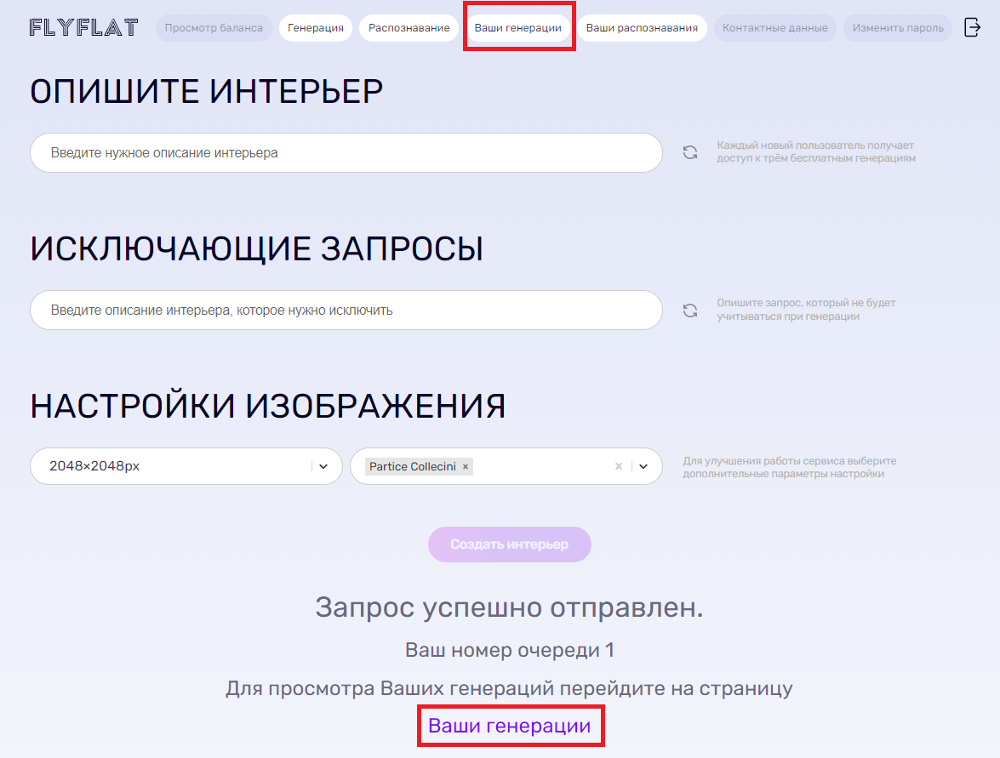 FLYFLAT Просмотр баланса Генерация Распознавание Ваши генерации Ваши распознавания Контактные данные Изменить пароль
ОПИШИТЕ ИНТЕРЬЕР
Введите нужное описание интерьера
Каждый новый пользователь получает
доступ к трём бесплатным генерациям
ИСКЛЮЧАЮЩИЕ ЗАПРОСЫ
Введите описание интерьера, которое нужно исключить
Опишите запрос, который не будет
учитываться при генерации
НАСТРОЙКИ ИЗОБРАЖЕНИЯ
2048×2048px
Partice Collecini ×
Для улучшения работы сервиса выберите
дополнительные параметры настройки
Создать интерьер
Запрос успешно отправлен.
Ваш номер очереди 1
Для просмотра Ваших генераций перейдите на страницу
Ваши генерации